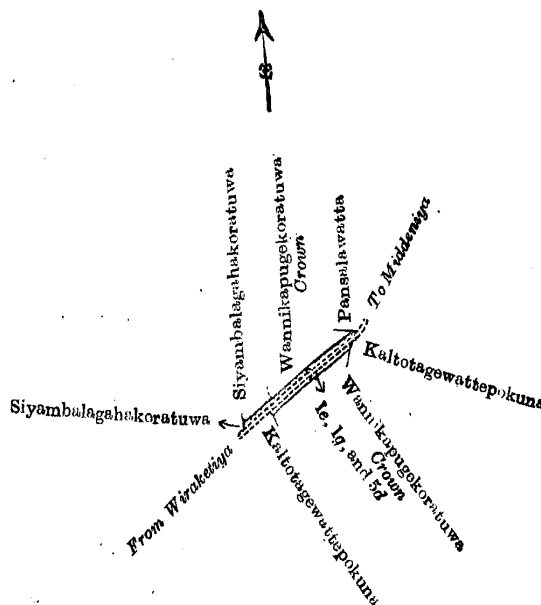 Siyambalagahakoratuwa
Wannikapugekoratuwa
Crown
Pansalawatta
To Middeniya
Kaltotagewattepokuna
Siyambalagahakoratuwa
1e, 1g, and 5d
Wannikapugekoratuwa
Crown
From Wiraketiya
Kaltotagewattepokuna